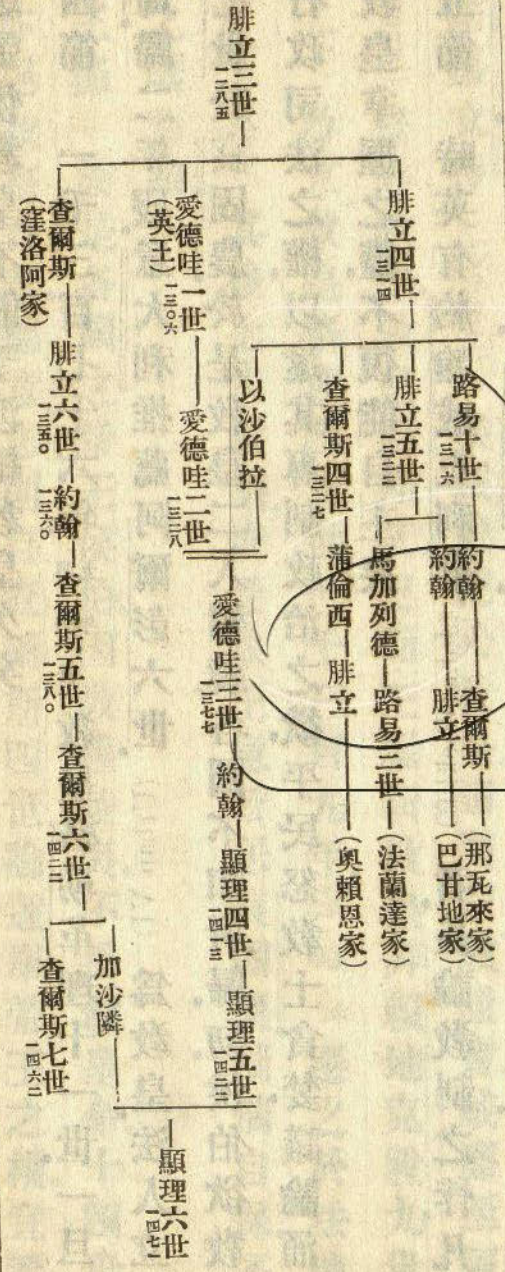 腓立三世 一二八五
腓立四世 一三一四
路易十世 一三一六
約翰
查爾斯
(那瓦來家)
腓立五世 一三二二
約翰
腓立
(巴甘地家)
馬加列德
路易三世
(法蘭達家)
查爾斯四世 一三二七
蒲倫西
腓立
(奧賴恩家)
以沙伯拉
愛德哇一世 一三〇六
(英王)
愛德哇二世 一三二八
愛德哇三世 一三七七
約翰
顯理四世 一四一三
顯理五世 一四二二
查爾斯
(窪洛阿家)
腓立六世 一三五〇
約翰 一三六〇
查爾斯五世 一三八〇
查爾斯六世 一四二二
加沙隣
查爾斯七世 一四六二
顯理六世 一四七一